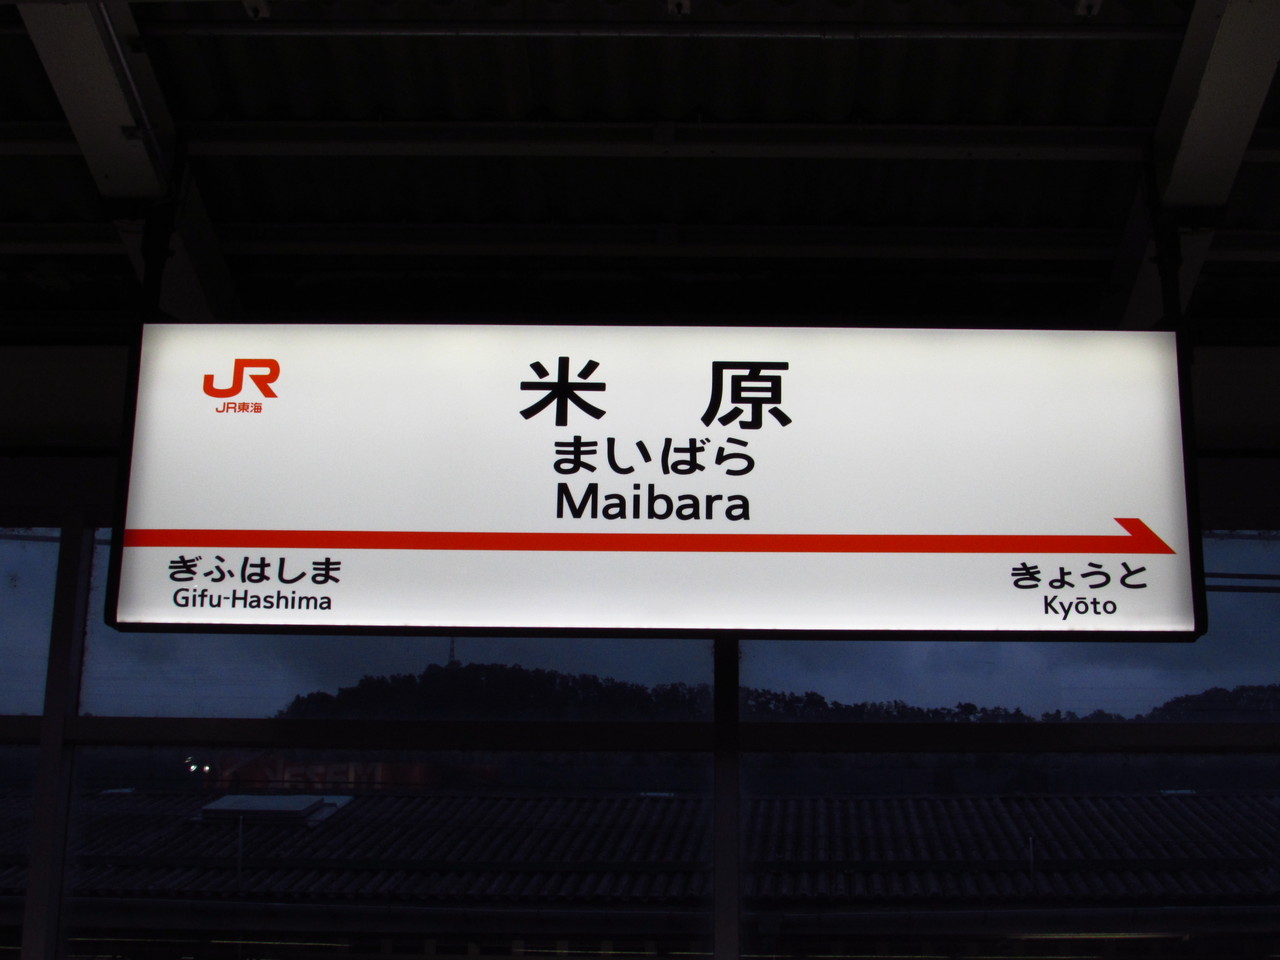 JR
JR東海
米原
まいばら
Maibara
ぎふはしま
Gifu-Hashima
きょうと
Kyōto